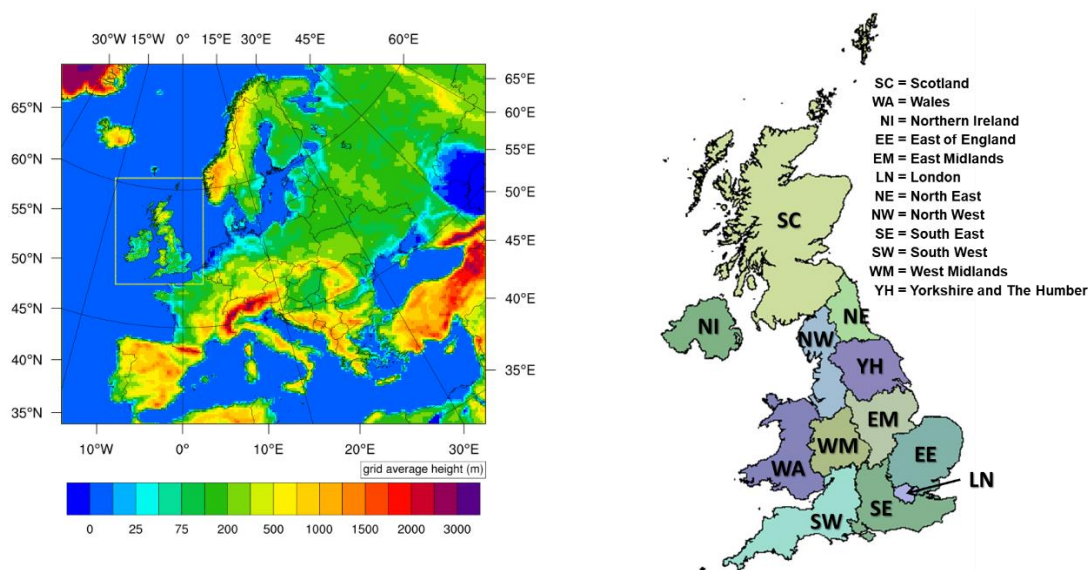 30°W 15°W 0° 15°E 30°E 45°E 60°E
65°N
60°N
55°N
50°N
45°N
40°N
35°N
65°E
60°E
55°E
50°E
45°E
40°E
35°E
10°W 0° 10°E 20°E 30°E
grid average height (m)
0 25 75 200 500 1000 1500 2000 3000
SC = Scotland
WA = Wales
NI = Northern Ireland
EE = East of England
EM = East Midlands
LN = London
NE = North East
NW = North West
SE = South East
SW = South West
WM = West Midlands
YH = Yorkshire and The Humber
SC
NI
NE
NW
YH
EM
WM
WA
EE
LN
SE
SW